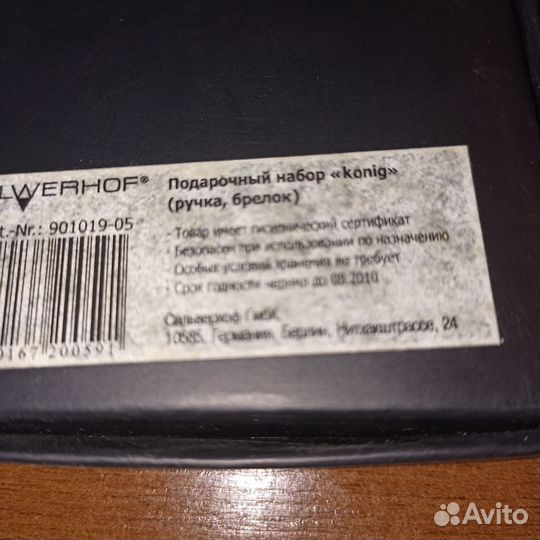 LWERHOF®
t.-Nr.: 901019-05
0167 200591
Подарочный набор «konig»
(ручка, брелок)
- Товар имеет гигиенический сертификат
- Безопасен при использовании по назначению
- Особых условий хранения не требует
- Срок годности чернил до 08.2010
Сильверхоф ГмбХ,
10585, Германия, Берлин, 24
Avito